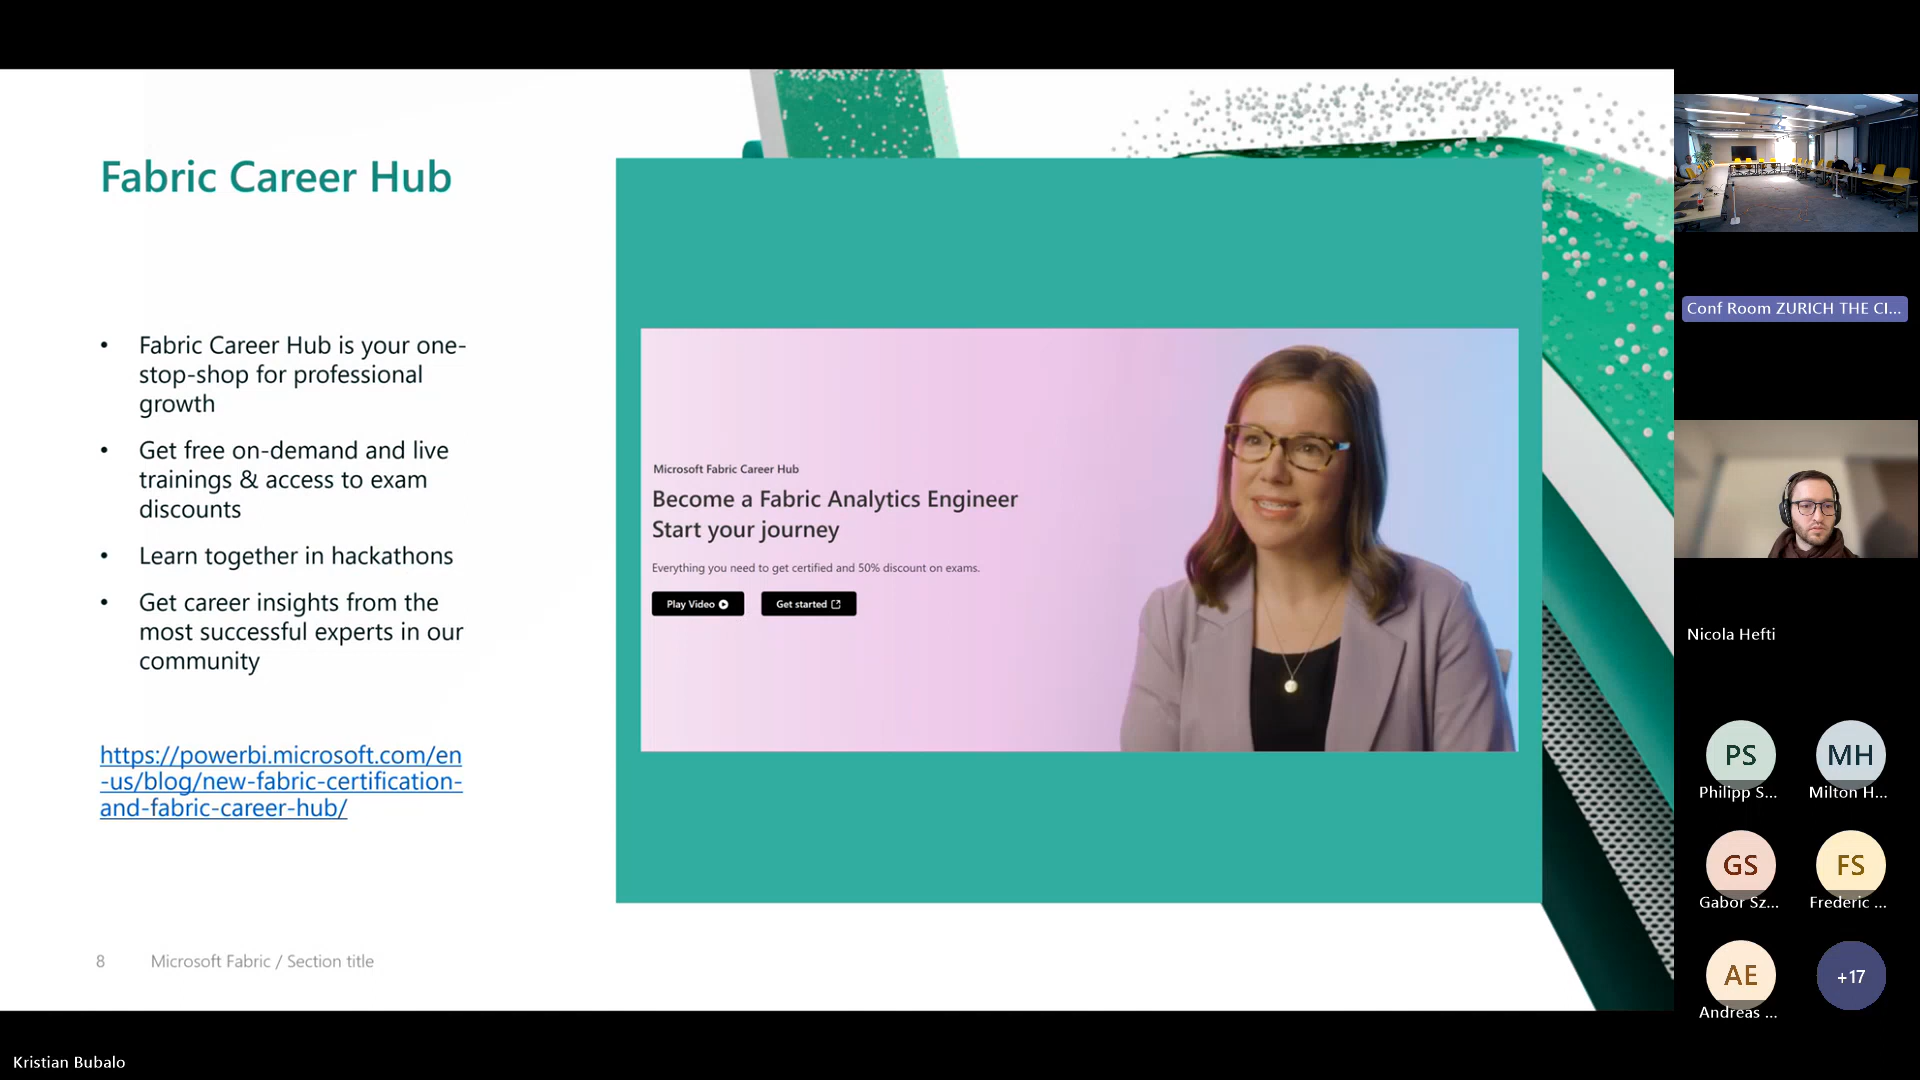 Fabric Career Hub
• Fabric Career Hub is your one-
stop-shop for professional
growth
• Get free on-demand and live
trainings & access to exam
discounts
• Learn together in hackathons
• Get career insights from the
most successful experts in our
community
https://powerbi.microsoft.com/en
-us/blog/new-fabric-certification-
and-fabric-career-hub/
8 Microsoft Fabric / Section title
Microsoft Fabric Career Hub
Become a Fabric Analytics Engineer
Start your journey
Everything you need to get certified and 50% discount on exams.
Play Video
Get started
Conf Room ZURICH THE CI...
Nicola Hefti
PS
Philipp S...
MH
Milton H...
GS
Gabor Sz...
FS
Frederic ...
AE
Andreas ...
+17
Kristian Bubalo